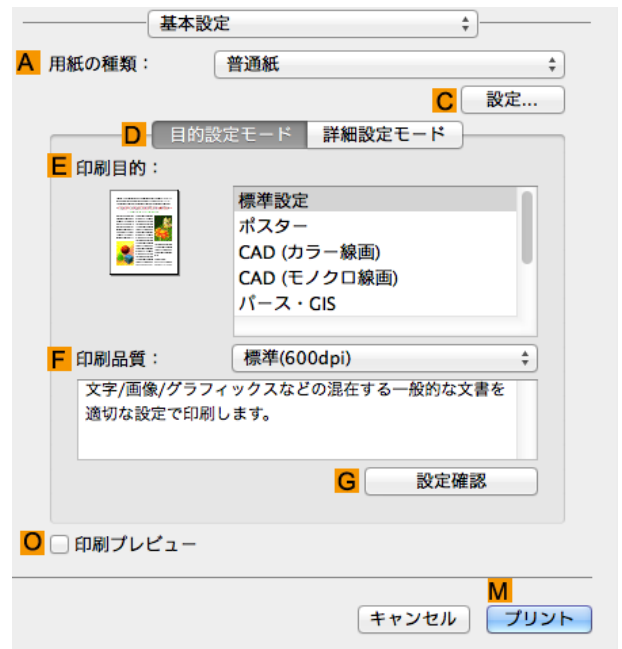 基本設定
A 用紙の種類： 普通紙
C 設定...
D 目的設定モード 詳細設定モード
E 印刷目的：
標準設定
ポスター
CAD (カラー線画)
CAD (モノクロ線画)
パース・GIS
F 印刷品質： 標準(600dpi)
文字/画像/グラフィックスなどの混在する一般的な文書を
適切な設定で印刷します。
G 設定確認
O 印刷プレビュー
M
キャンセル プリント